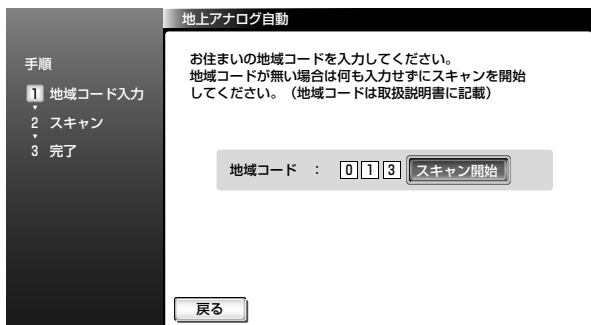 地上アナログ自動
手順
1 地域コード入力
2 スキャン
3 完了
お住まいの地域コードを入力してください。
地域コードが無い場合は何も入力せずにスキャンを開始
してください。（地域コードは取扱説明書に記載）
地域コード ： 0 1 3 スキャン開始
戻る